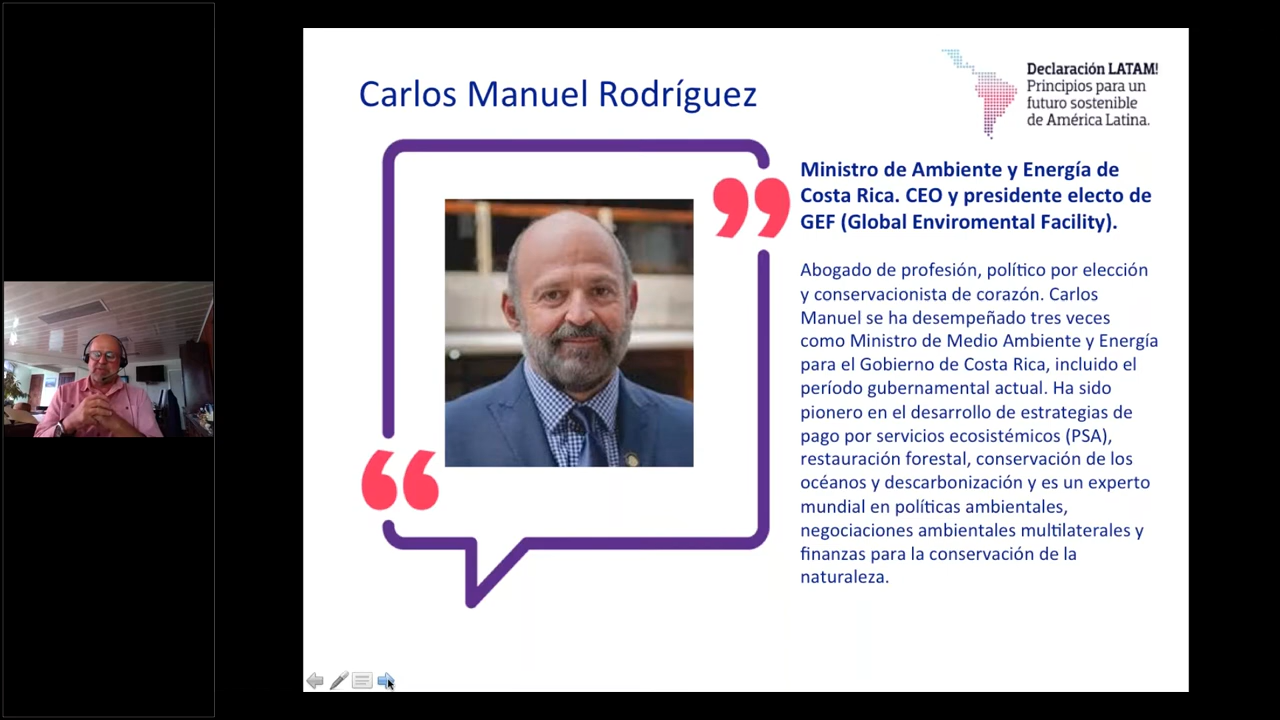 Carlos Manuel Rodríguez
Declaración LATAM!
Principios para un
futuro sostenible
de América Latina.
Ministro de Ambiente y Energía de
Costa Rica. CEO y presidente electo de
GEF (Global Enviromental Facility).
Abogado de profesión, político por elección
y conservacionista de corazón. Carlos
Manuel se ha desempeñado tres veces
como Ministro de Medio Ambiente y Energía
para el Gobierno de Costa Rica, incluido el
período gubernamental actual. Ha sido
pionero en el desarrollo de estrategias de
pago por servicios ecosistémicos (PSA),
restauración forestal, conservación de los
océanos y descarbonización y es un experto
mundial en políticas ambientales,
negociaciones ambientales multilaterales y
finanzas para la conservación de la
naturaleza.